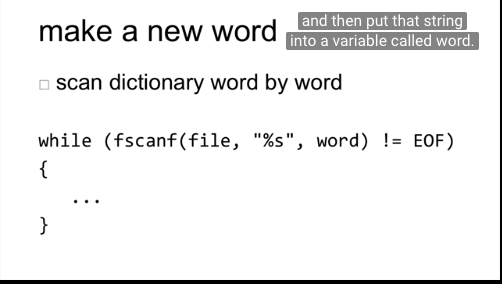 make a new word
and then put that string
into a variable called word.
□ scan dictionary word by word
while (fscanf(file, "%s", word) != EOF)
{
...
}